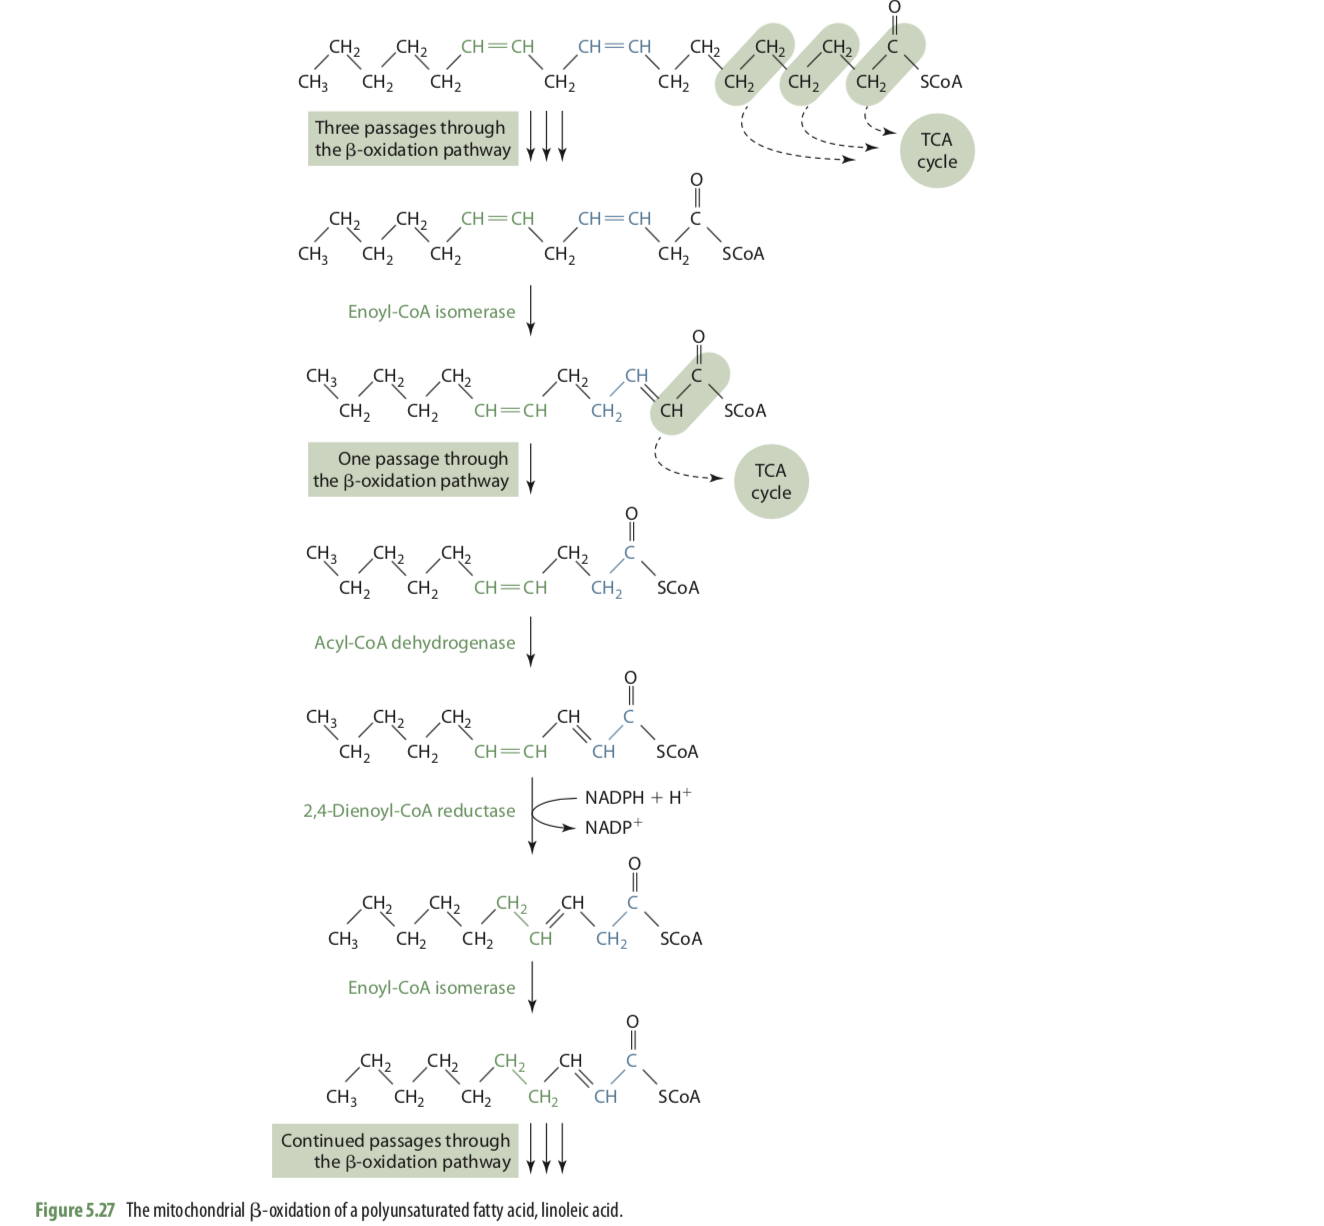 O
CH2 CH2 CH=CH CH=CH CH2 CH2 CH2 C
CH3 CH2 CH2 CH2 CH2 CH2 CH2 CH2 SCoA
Three passages through
the β-oxidation pathway
TCA
cycle
O
CH2 CH2 CH=CH CH=CH C
CH3 CH2 CH2 CH2 CH2 SCoA
Enoyl-CoA isomerase
O
CH3 CH2 CH2 CH2 CH C
CH2 CH2 CH=CH CH2 CH SCoA
One passage through
the β-oxidation pathway
TCA
cycle
O
CH3 CH2 CH2 CH2 C
CH2 CH2 CH=CH CH2 SCoA
Acyl-CoA dehydrogenase
O
CH3 CH2 CH2 CH C
CH2 CH2 CH=CH CH SCoA
2,4-Dienoyl-CoA reductase
NADPH + H+
NADP+
O
CH2 CH2 CH2 CH C
CH3 CH2 CH2 CH CH2 SCoA
Enoyl-CoA isomerase
O
CH2 CH2 CH2 CH C
CH3 CH2 CH2 CH2 CH SCoA
Continued passages through
the β-oxidation pathway
Figure 5.27 The mitochondrial β-oxidation of a polyunsaturated fatty acid, linoleic acid.